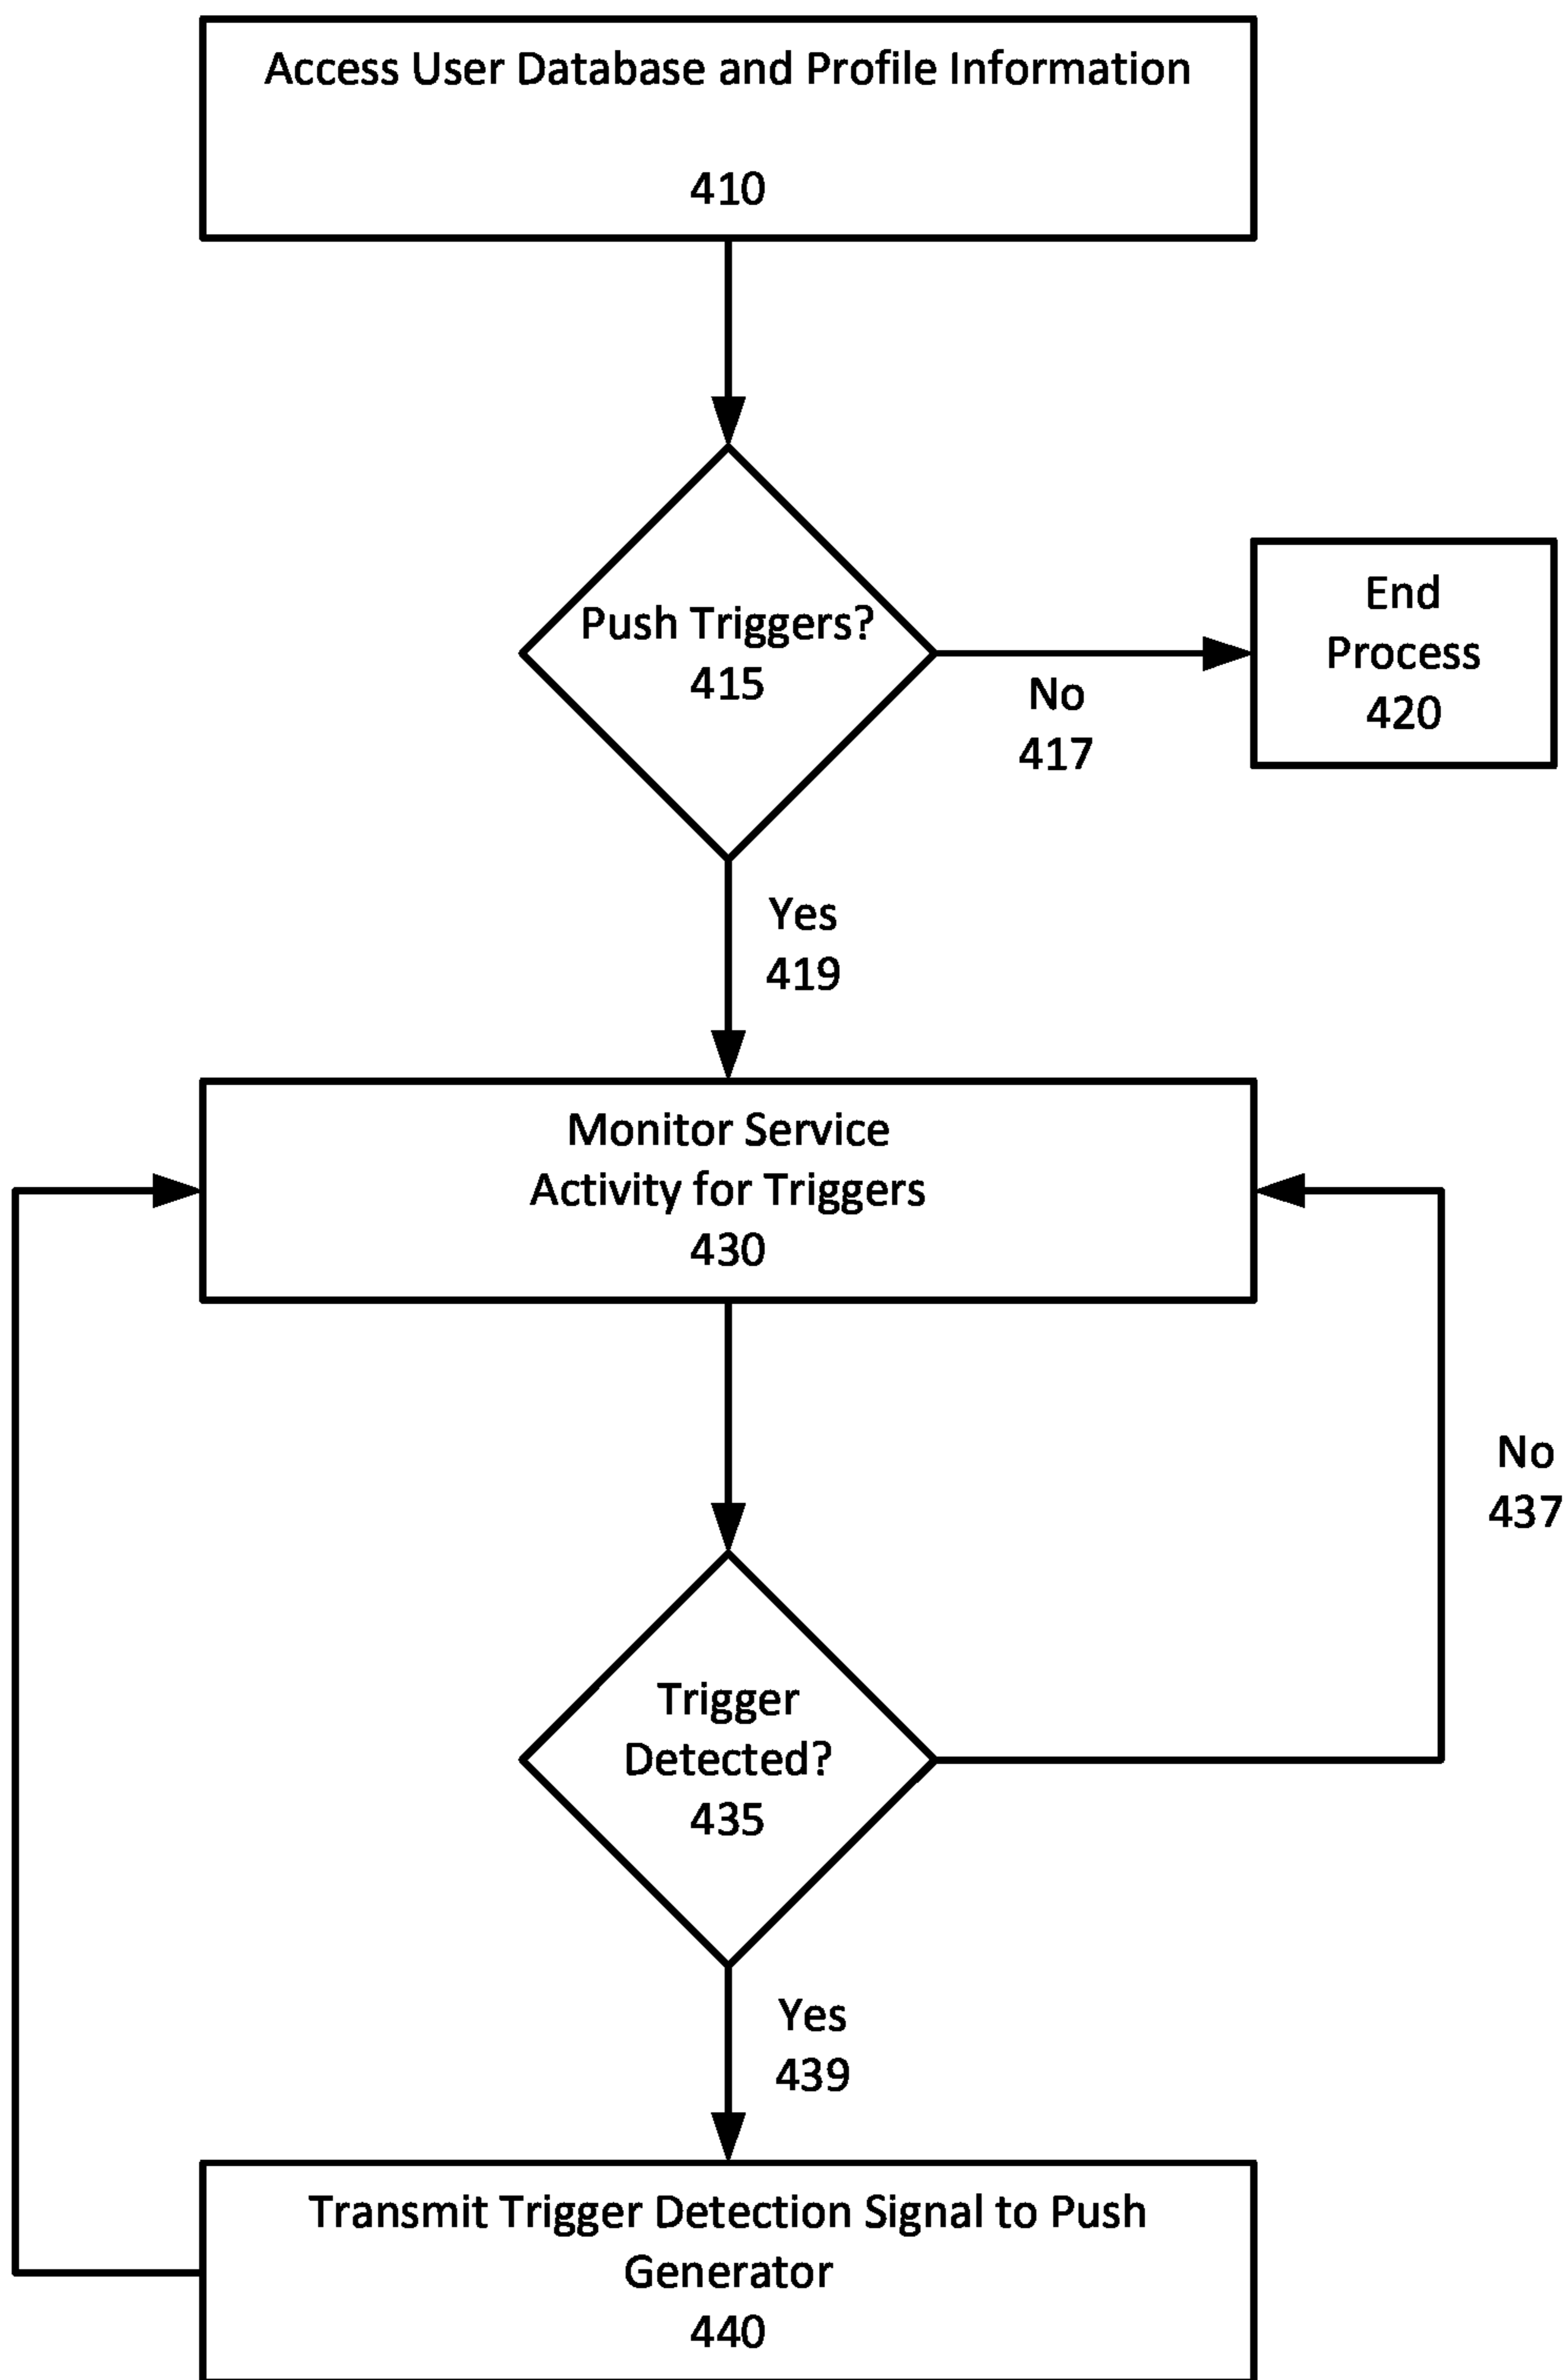 Access User Database and Profile Information
410
Push Triggers?
415
No
417
End
Process
420
Yes
419
Monitor Service
Activity for Triggers
430
No
437
Trigger
Detected?
435
Yes
439
Transmit Trigger Detection Signal to Push
Generator
440